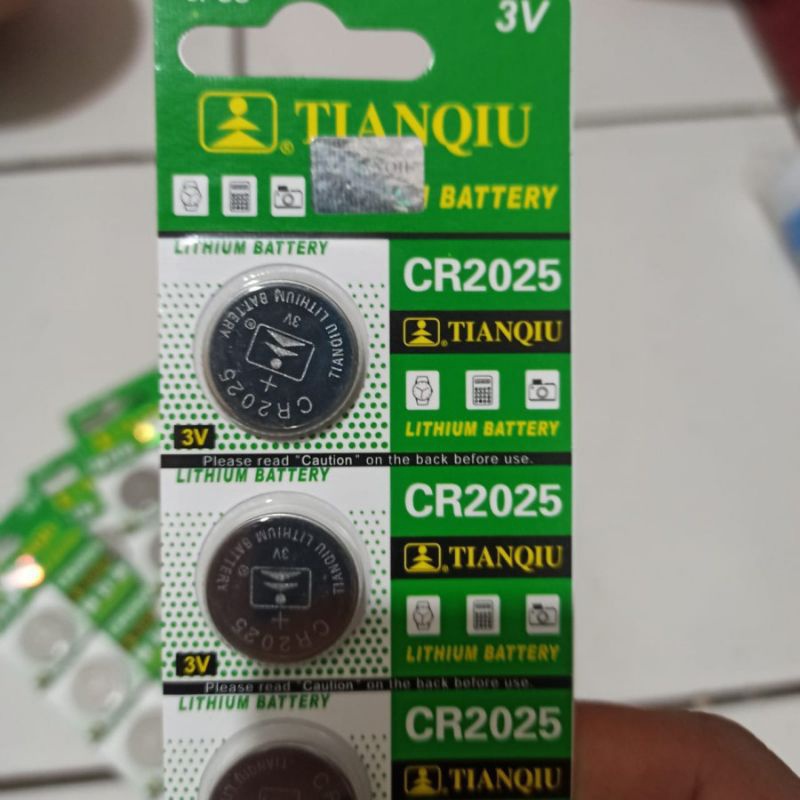 3V
TIANQIU
BATTERY
LITHIUM BATTERY
CR2025
TIANQIU LITHIUM BATTERY
3V
CR2025
+
TIANQIU
LITHIUM BATTERY
3V
Please read "Caution" on the back before use.
LITHIUM BATTERY
CR2025
TIANQIU LITHIUM BATTERY
3V
CR2025
+
TIANQIU
LITHIUM BATTERY
3V
Please read "Caution" on the back before use.
LITHIUM BATTERY
CR2025
TIANQIU